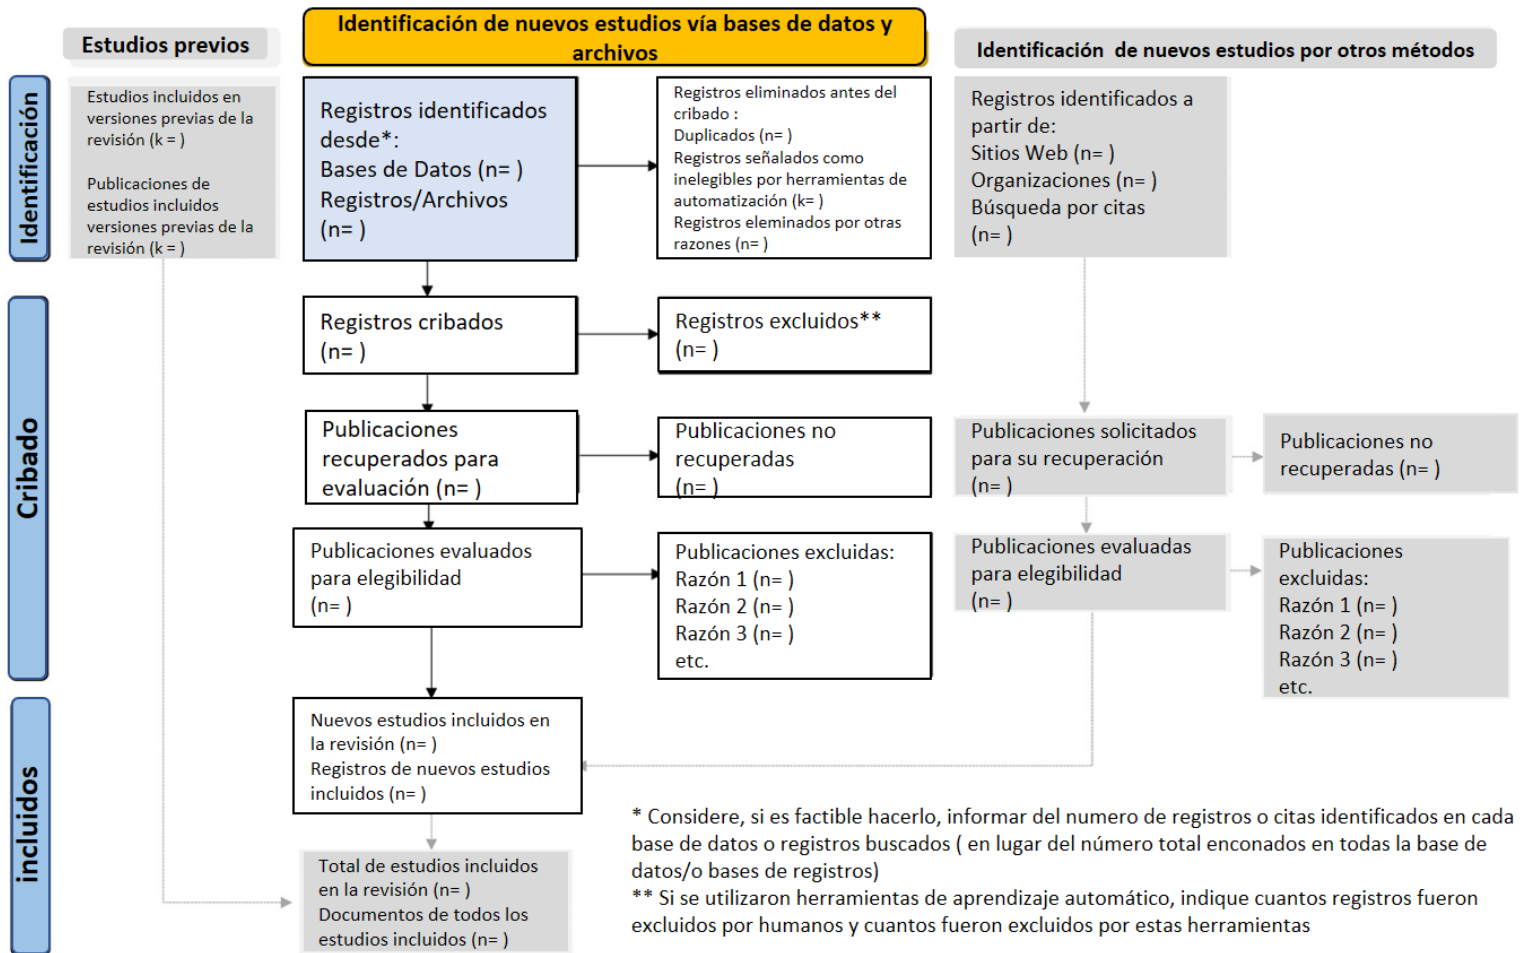 Estudios previos
Identificación de nuevos estudios vía bases de datos y
archivos
Identificación de nuevos estudios por otros métodos
Identificación
Estudios incluidos en
versiones previas de la
revisión (k = )
Publicaciones de
estudios incluidos
versiones previas de la
revisión (k = )
Registros identificados
desde*:
Bases de Datos (n= )
Registros/Archivos
(n= )
Registros eliminados antes del
cribado :
Duplicados (n= )
Registros señalados como
inelegibles por herramientas de
automatización (k= )
Registros eleminados por otras
razones (n= )
Registros identificados a
partir de:
Sitios Web (n= )
Organizaciones (n= )
Búsqueda por citas
(n= )
Cribado
Registros cribados
(n= )
Registros excluidos**
(n= )
Publicaciones
recuperados para
evaluación (n= )
Publicaciones no
recuperadas
(n= )
Publicaciones solicitados
para su recuperación
(n= )
Publicaciones no
recuperadas (n= )
Publicaciones evaluados
para elegibilidad
(n= )
Publicaciones excluidas:
Razón 1 (n= )
Razón 2 (n= )
Razón 3 (n= )
etc.
Publicaciones evaluadas
para elegibilidad
(n= )
Publicaciones
excluidas:
Razón 1 (n= )
Razón 2 (n= )
Razón 3 (n= )
etc.
incluidos
Nuevos estudios incluidos en
la revisión (n= )
Registros de nuevos estudios
incluidos (n= )
Total de estudios incluidos
en la revisión (n= )
Documentos de todos los
estudios incluidos (n= )
* Considere, si es factible hacerlo, informar del numero de registros o citas identificados en cada
base de datos o registros buscados ( en lugar del número total enconados en todas la base de
datos/o bases de registros)
** Si se utilizaron herramientas de aprendizaje automático, indique cuantos registros fueron
excluidos por humanos y cuantos fueron excluidos por estas herramientas